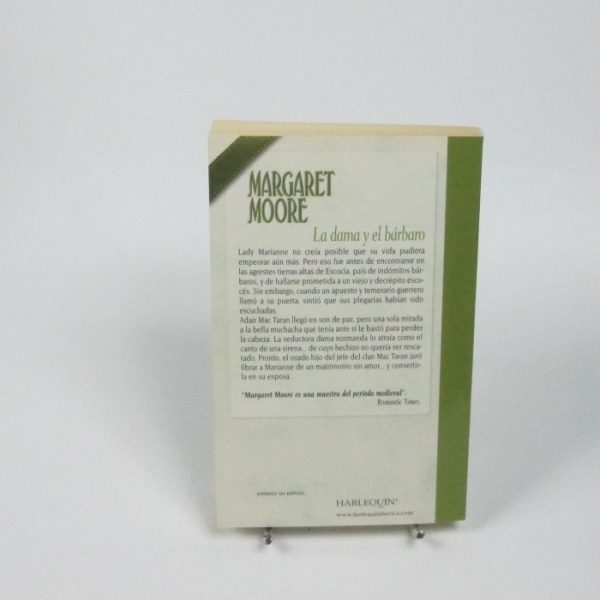 MARGARET
MOORE
La dama y el bárbaro
Lady Marianne no creía posible que su vida pudiera
empeorar aún más. Pero eso fue antes de encontrarse en
las agrestes tierras altas de Escocia, país de indómitos bár-
baros, y de hallarse prometida a un viejo y decrépito esco-
cés. Sin embargo, cuando un apuesto y temerario guerrero
llamó a su puerta, sintió que sus plegarias habían sido
escuchadas.
Adair Mac Taran llegó en son de paz, pero una sola mirada
a la bella muchacha que tenía ante sí le bastó para perder
la cabeza. La seductora dama normanda lo atraía como el
canto de una sirena... de cuyo hechizo no quería ser resca-
tado. Pronto, el osado hijo del jefe del clan Mac Taran juró
librar a Marianne de un matrimonio sin amor...y convertir-
la en su esposa.
"Margaret Moore es una maestra del período medieval".
Romantic Times.
IMPRESO EN ESPAÑA
HARLEQUIN®
www.harlequiniberica.com